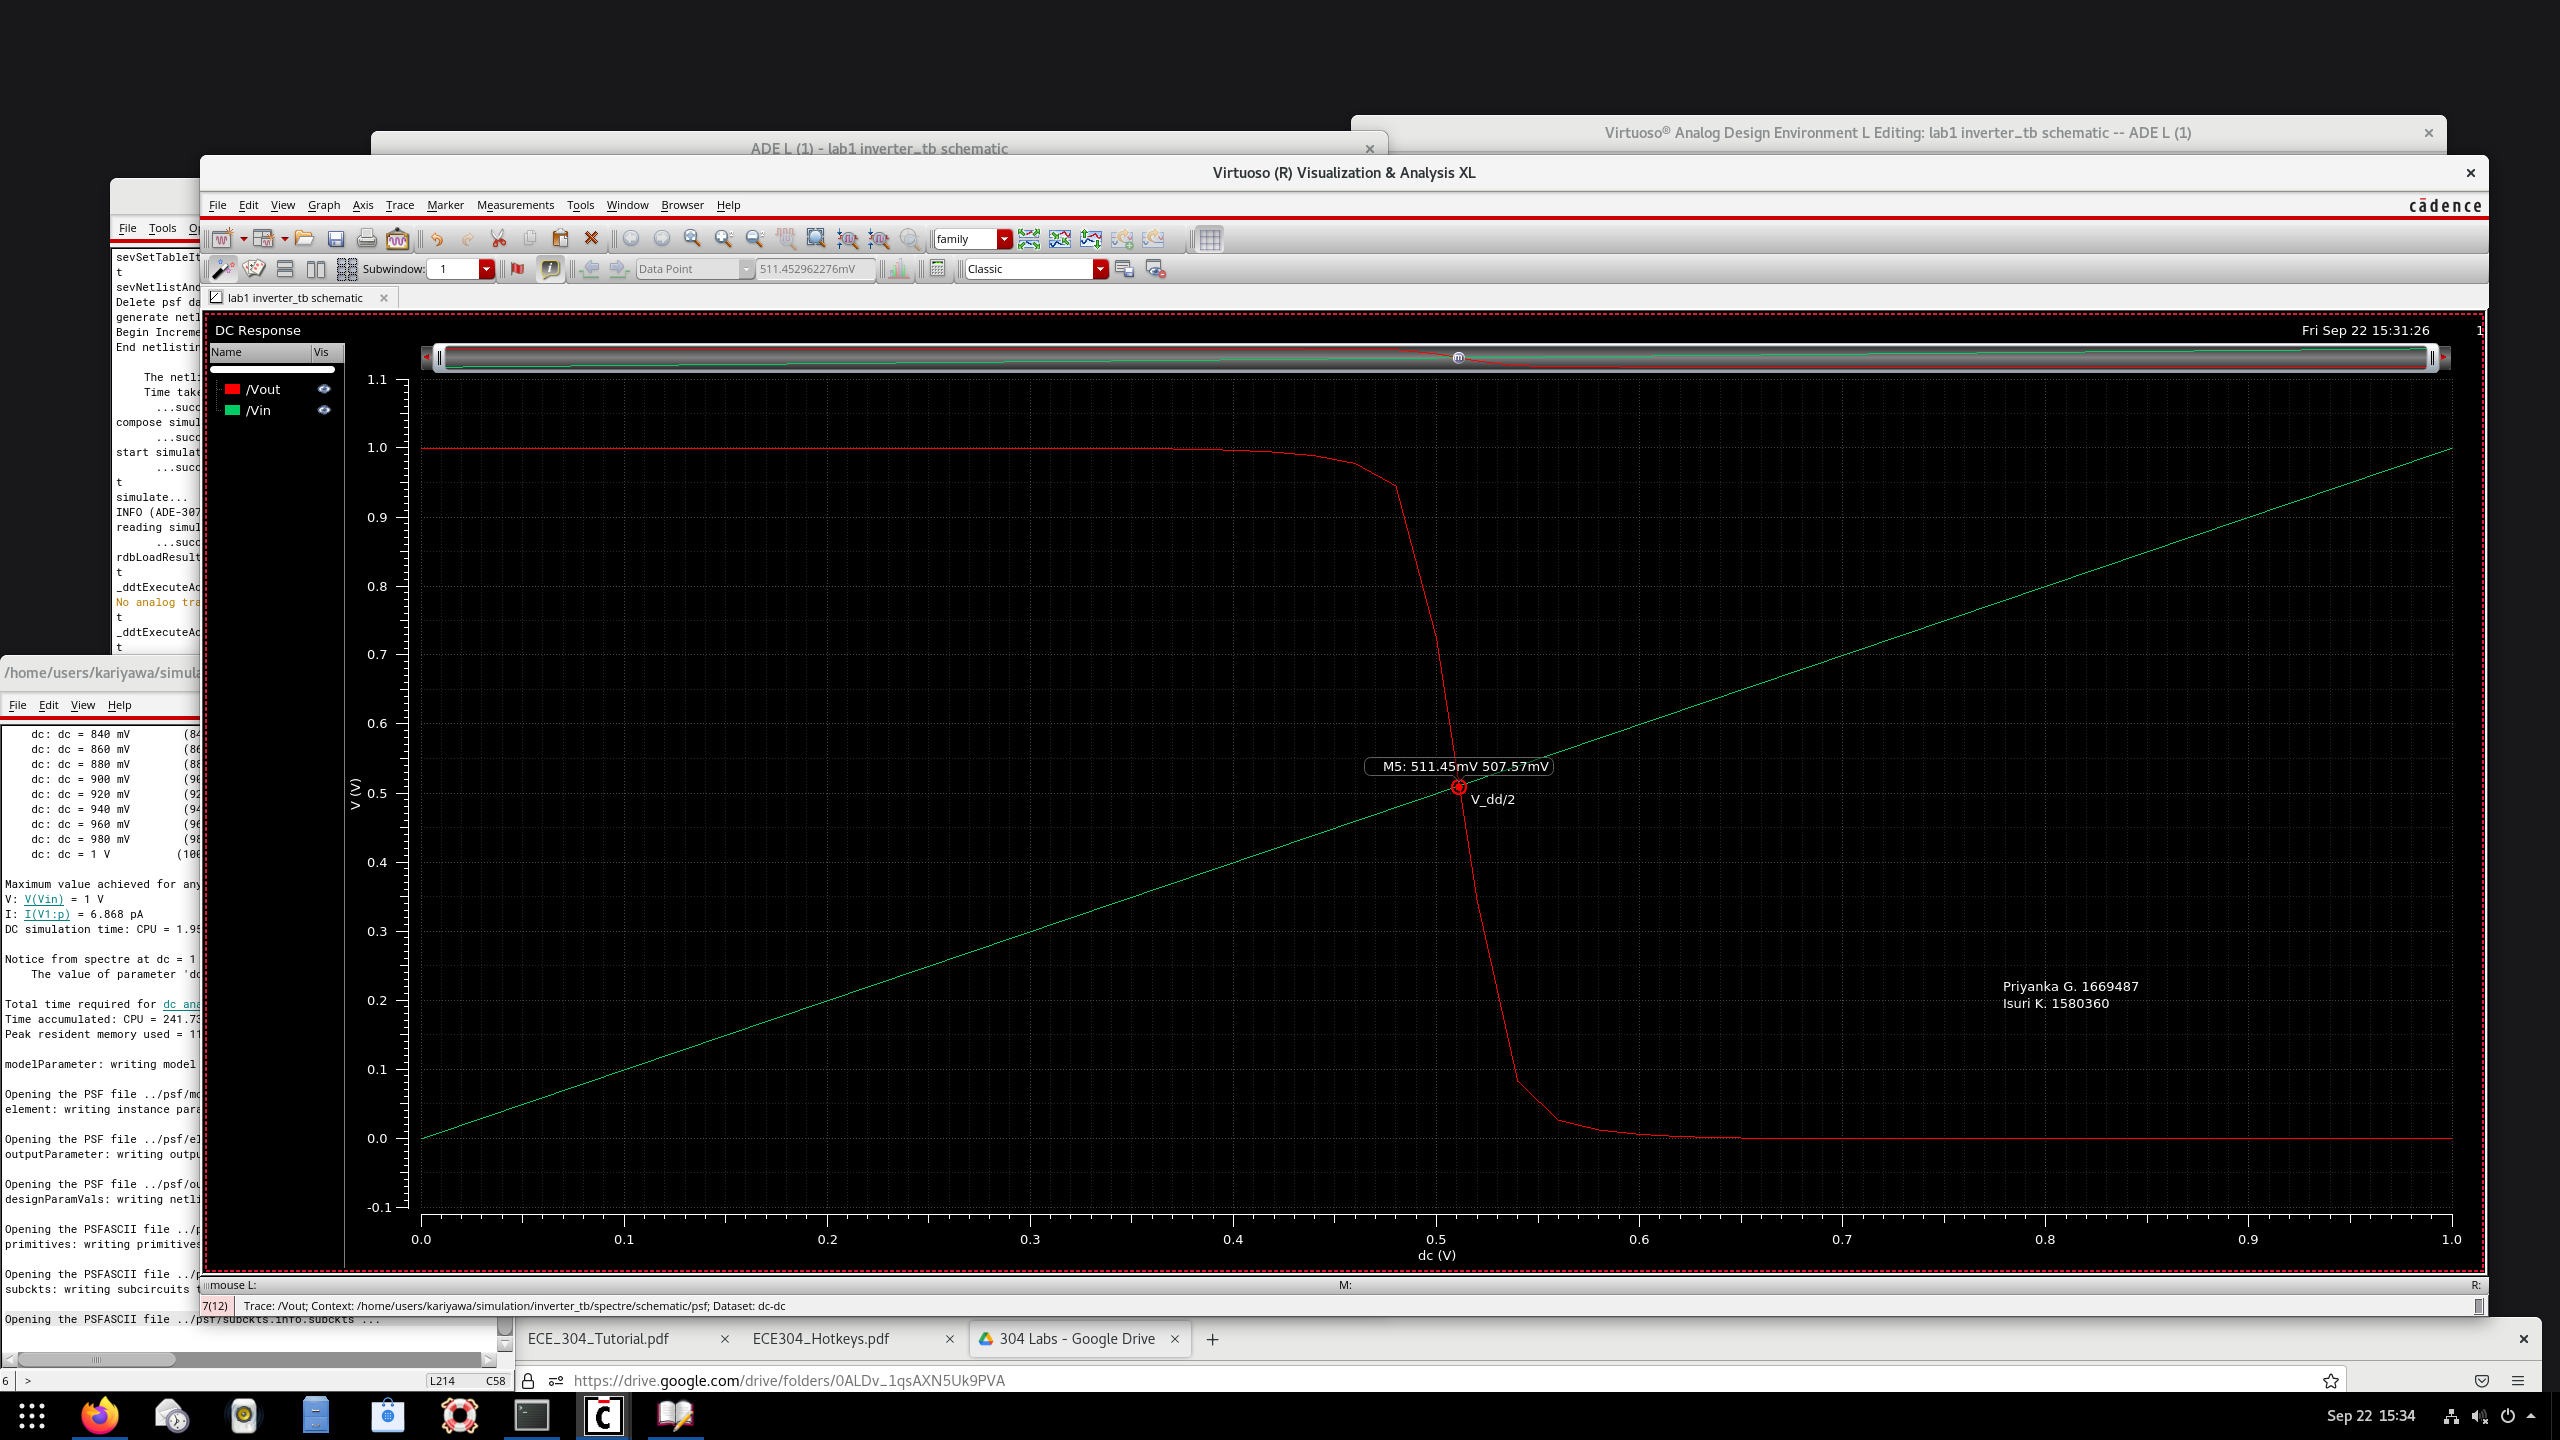 Virtuoso® Analog Design Environment L Editing: lab1 inverter_tb schematic -- ADE L (1)
ADE L (1) - lab1 inverter_tb schematic
Virtuoso (R) Visualization & Analysis XL
File Edit View Graph Axis Trace Marker Measurements Tools Window Browser Help
cādence
family
Subwindow: 1 Data Point 511.452962276mV Classic
lab1 inverter_tb schematic
DC Response
Fri Sep 22 15:31:26 1
Name Vis
/Vout
/Vin
1.1
1.0
0.9
0.8
0.7
0.6
0.5
0.4
0.3
0.2
0.1
0.0
-0.1
V (V)
M5: 511.45mV 507.57mV
V_dd/2
Priyanka G. 1669487
Isuri K. 1580360
0.0 0.1 0.2 0.3 0.4 0.5 0.6 0.7 0.8 0.9 1.0
dc (V)
mouse L: M: R:
7(12) Trace: /Vout; Context: /home/users/kariyawa/simulation/inverter_tb/spectre/schematic/psf; Dataset: dc-dc
File Tools
sevSetTableIt
t
sevNetlistAnd
Delete psf da
generate netl
Begin Increme
End netlistin
The netli
Time take
...succ
compose simul
...succ
start simulat
...succ
t
simulate...
INFO (ADE-307
reading simul
...succ
rdbLoadResult
t
_ddtExecuteAc
No analog tra
t
_ddtExecuteAc
t
/home/users/kariyawa/simula
File Edit View Help
dc: dc = 840 mV (84
dc: dc = 860 mV (86
dc: dc = 880 mV (88
dc: dc = 900 mV (90
dc: dc = 920 mV (92
dc: dc = 940 mV (94
dc: dc = 960 mV (96
dc: dc = 980 mV (98
dc: dc = 1 V (100
Maximum value achieved for any
V: V(Vin) = 1 V
I: I(V1:p) = 6.868 pA
DC simulation time: CPU = 1.95
Notice from spectre at dc = 1
The value of parameter 'dc
Total time required for dc ana
Time accumulated: CPU = 241.73
Peak resident memory used = 11
modelParameter: writing model
Opening the PSF file ../psf/mo
element: writing instance para
Opening the PSF file ../psf/el
outputParameter: writing outpu
Opening the PSF file ../psf/ou
designParamVals: writing netli
Opening the PSFASCII file ../p
primitives: writing primitives
Opening the PSFASCII file ../p
subckts: writing subcircuits
Opening the PSFASCII file ../psf/subckts.info.subckts ...
6 > L214 C58
ECE_304_Tutorial.pdf ECE304_Hotkeys.pdf 304 Labs - Google Drive
https://drive.google.com/drive/folders/0ALDv_1qsAXN5Uk9PVA
Sep 22 15:34